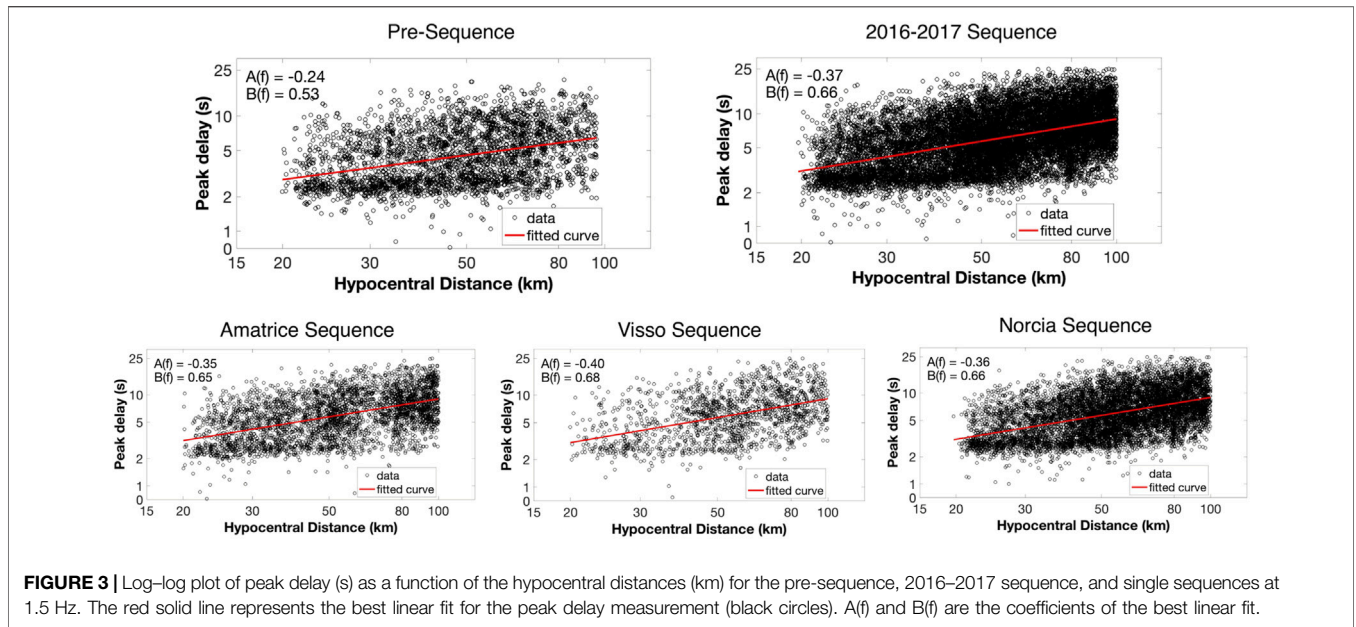 Pre-Sequence
A(f) = -0.24
B(f) = 0.53
Peak delay (s)
25
10
5
2
1
0
data
fitted curve
15 20 30 50 80 100
Hypocentral Distance (km)
2016-2017 Sequence
A(f) = -0.37
B(f) = 0.66
Peak delay (s)
25
10
5
2
1
0
data
fitted curve
15 20 30 50 80 100
Hypocentral Distance (km)
Amatrice Sequence
A(f) = -0.35
B(f) = 0.65
Peak delay (s)
25
10
5
2
1
0
data
fitted curve
15 20 30 50 80 100
Hypocentral Distance (km)
Visso Sequence
A(f) = -0.40
B(f) = 0.68
Peak delay (s)
25
10
5
2
1
0
data
fitted curve
15 20 30 50 80 100
Hypocentral Distance (km)
Norcia Sequence
A(f) = -0.36
B(f) = 0.66
Peak delay (s)
25
10
5
2
1
0
data
fitted curve
15 20 30 50 80 100
Hypocentral Distance (km)
FIGURE 3 | Log–log plot of peak delay (s) as a function of the hypocentral distances (km) for the pre-sequence, 2016–2017 sequence, and single sequences at
1.5 Hz. The red solid line represents the best linear fit for the peak delay measurement (black circles). A(f) and B(f) are the coefficients of the best linear fit.